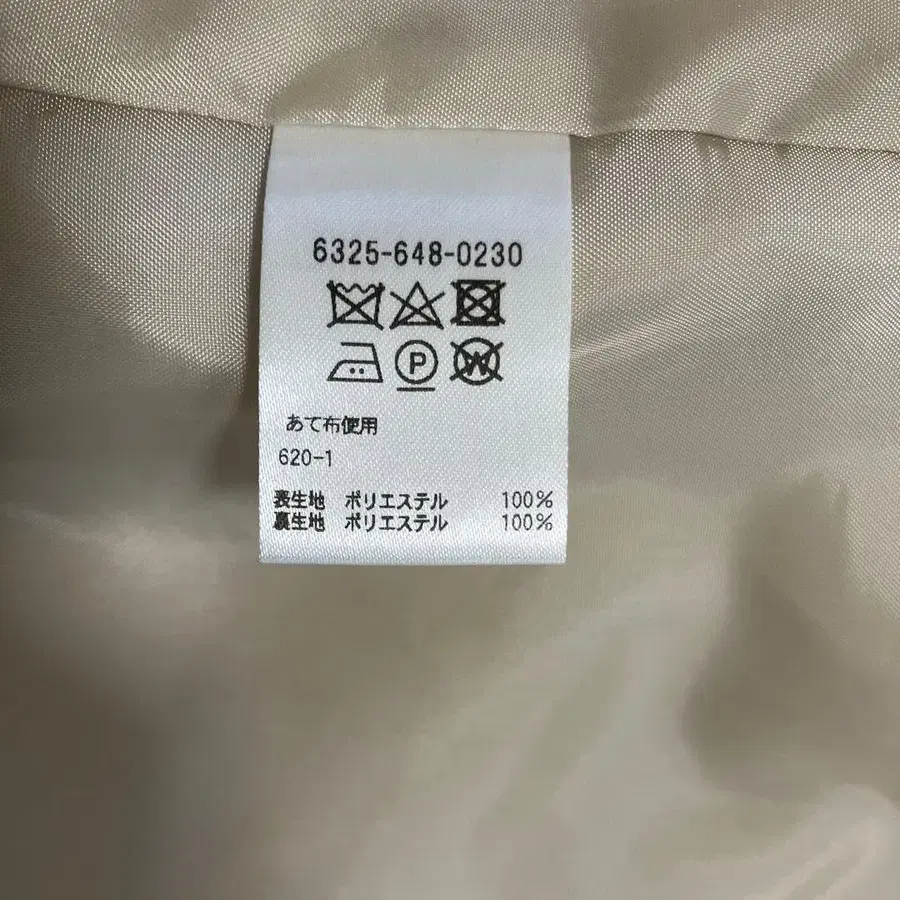 6325-648-0230
P
W
あて布使用
620-1
表生地 ポリエステル 100%
裏生地 ポリエステル 100%